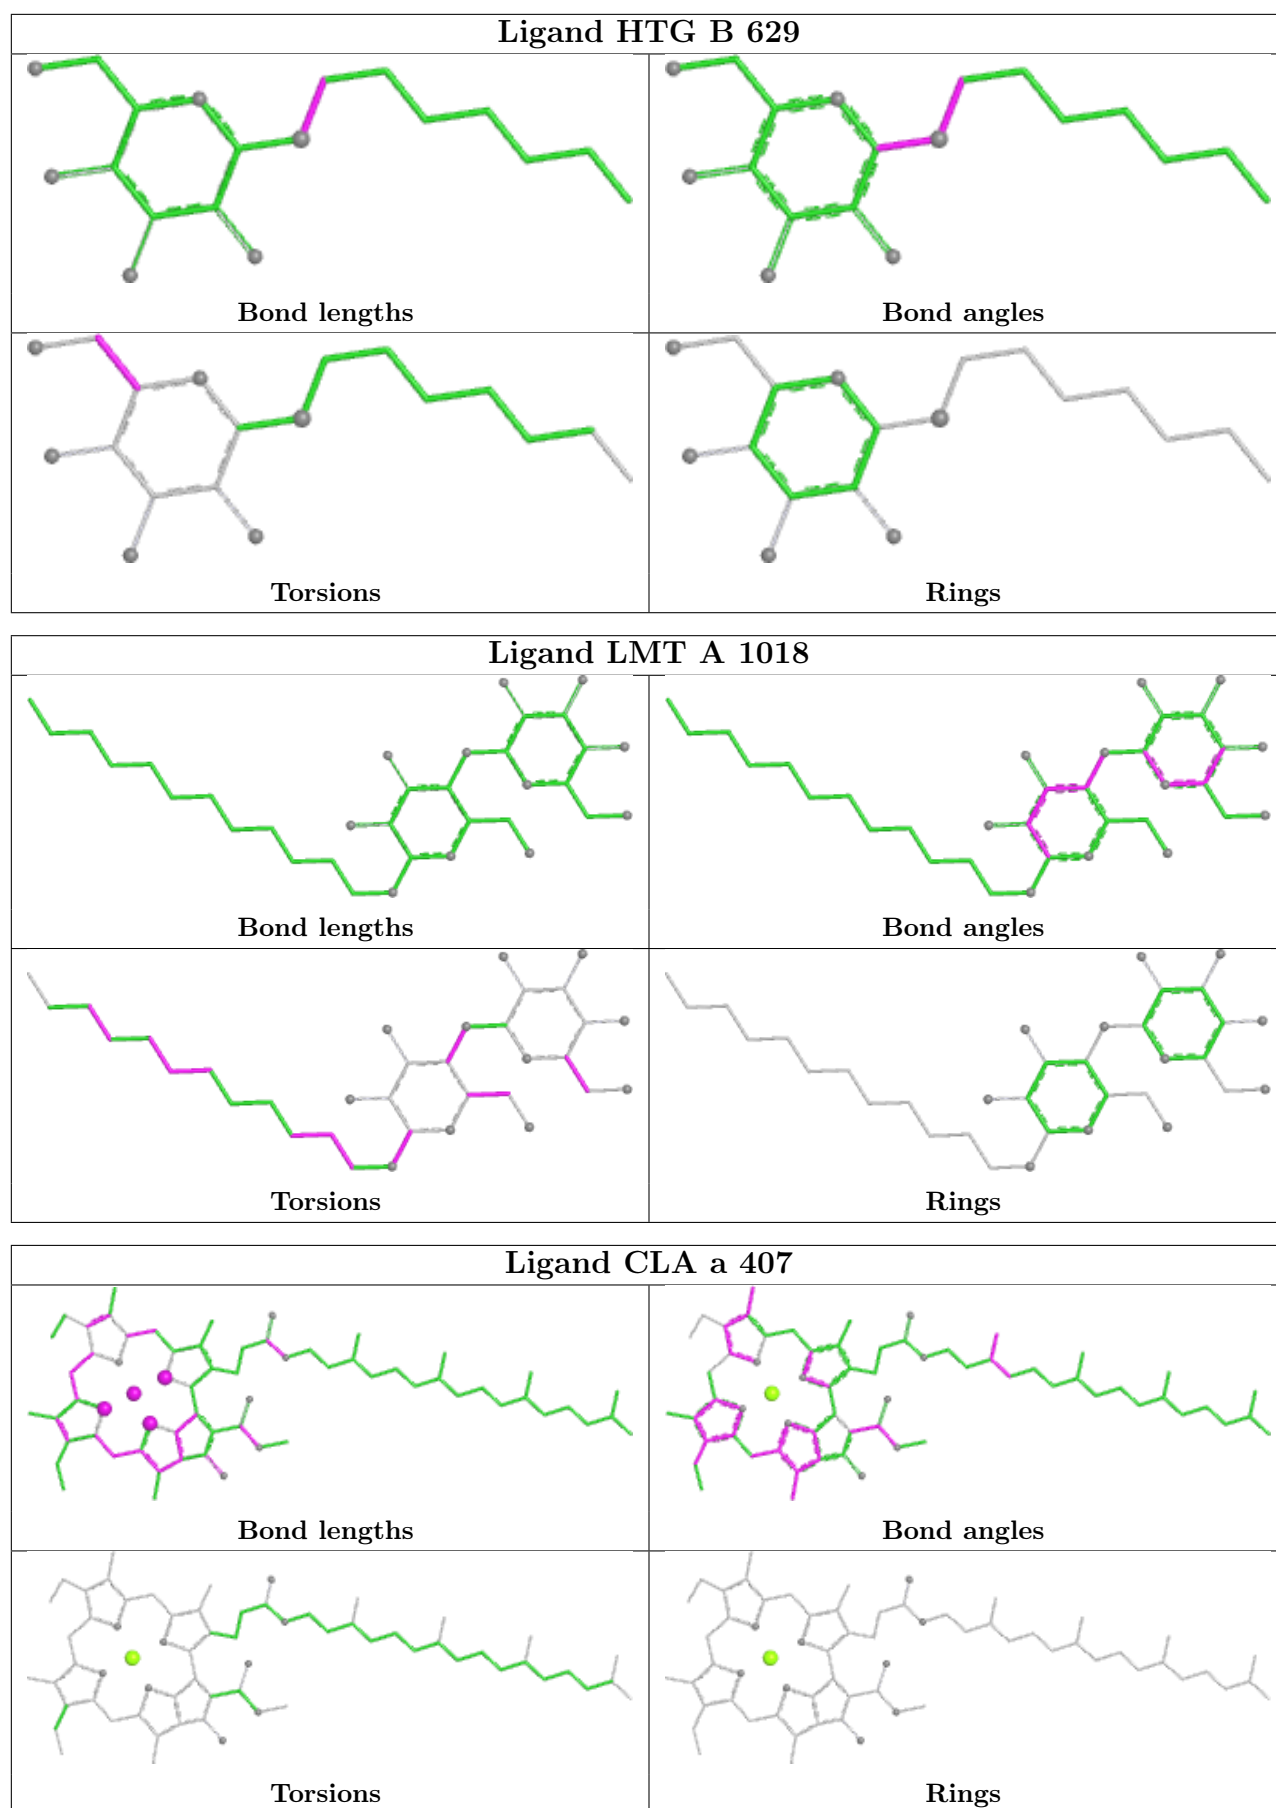 Ligand HTG B 629
Bond lengths
Bond angles
Torsions
Rings
Ligand LMT A 1018
Bond lengths
Bond angles
Torsions
Rings
Ligand CLA a 407
Bond lengths
Bond angles
Torsions
Rings